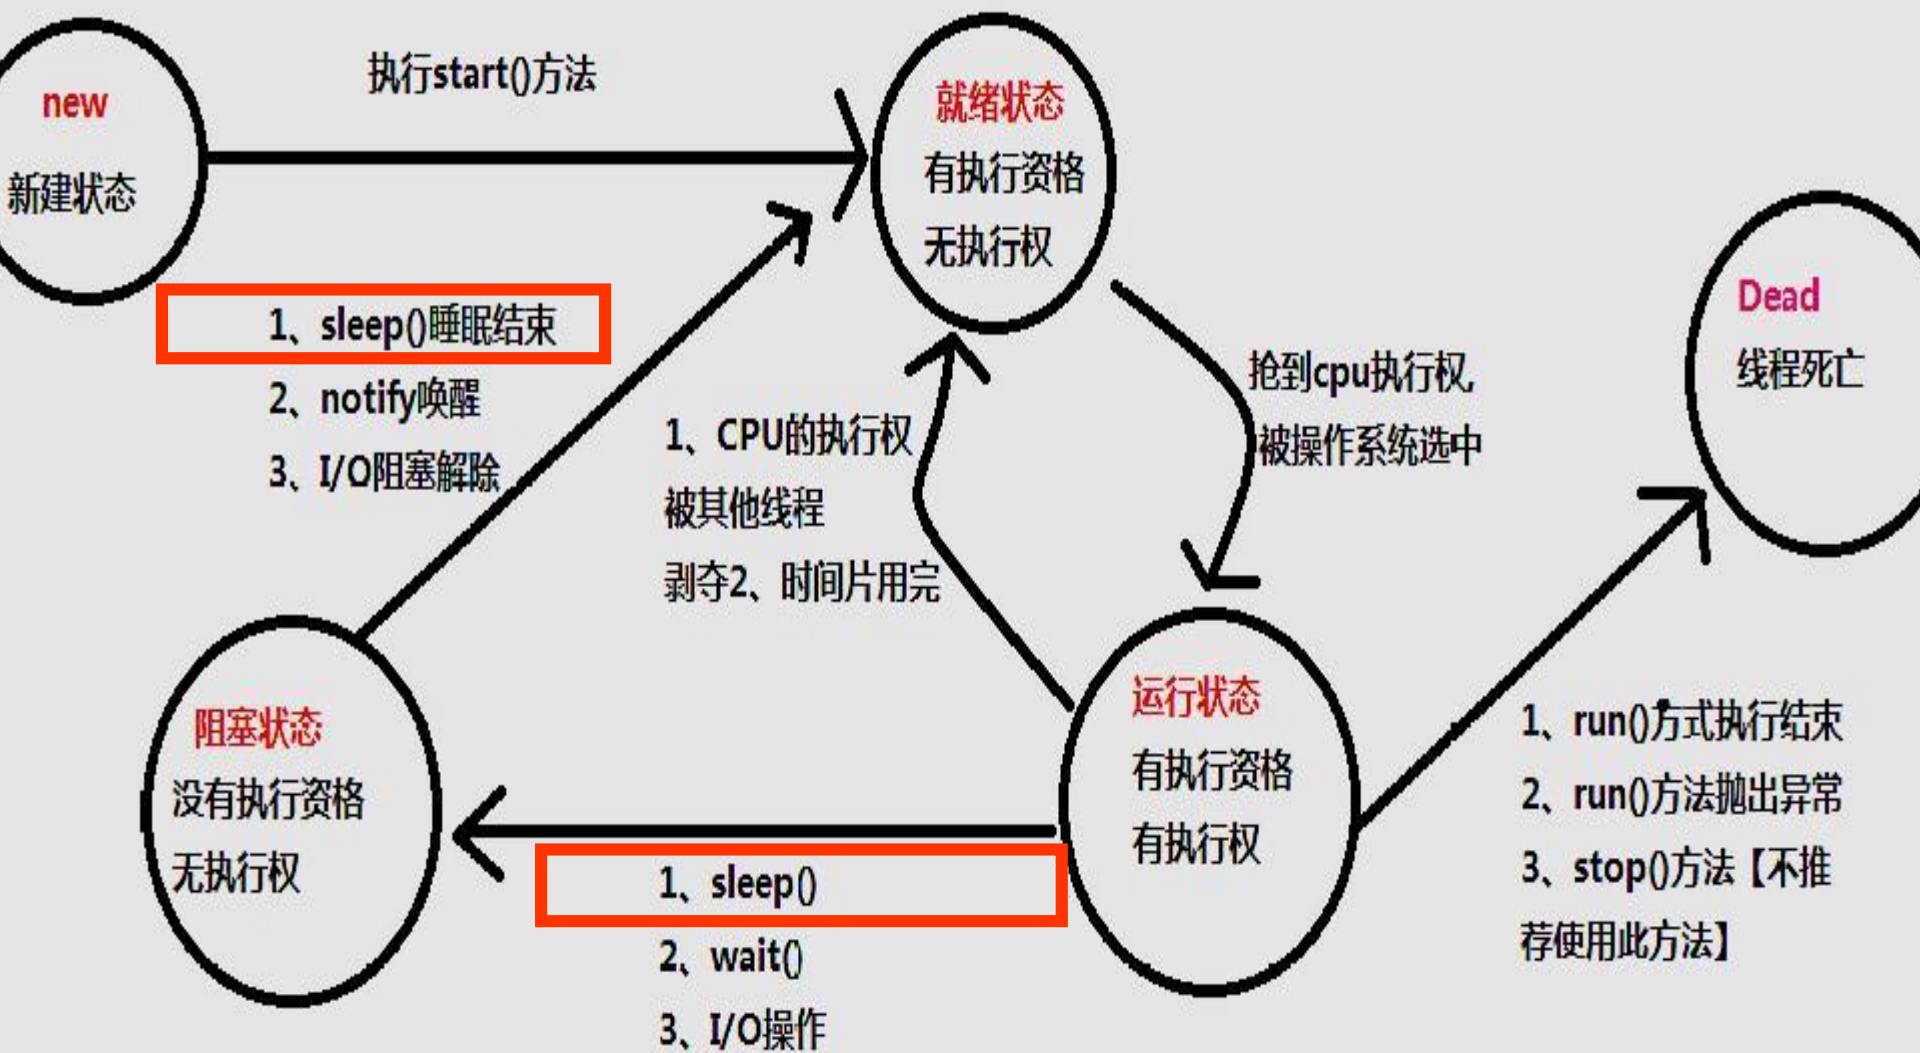 new
新建状态
执行start()方法
就绪状态
有执行资格
无执行权
1、sleep()睡眠结束
2、notify唤醒
3、I/O阻塞解除
1、CPU的执行权
被其他线程
剥夺2、时间片用完
抢到cpu执行权,
被操作系统选中
Dead
线程死亡
阻塞状态
没有执行资格
无执行权
1、sleep()
2、wait()
3、I/O操作
运行状态
有执行资格
有执行权
1、run()方式执行结束
2、run()方法抛出异常
3、stop()方法【不推
荐使用此方法】